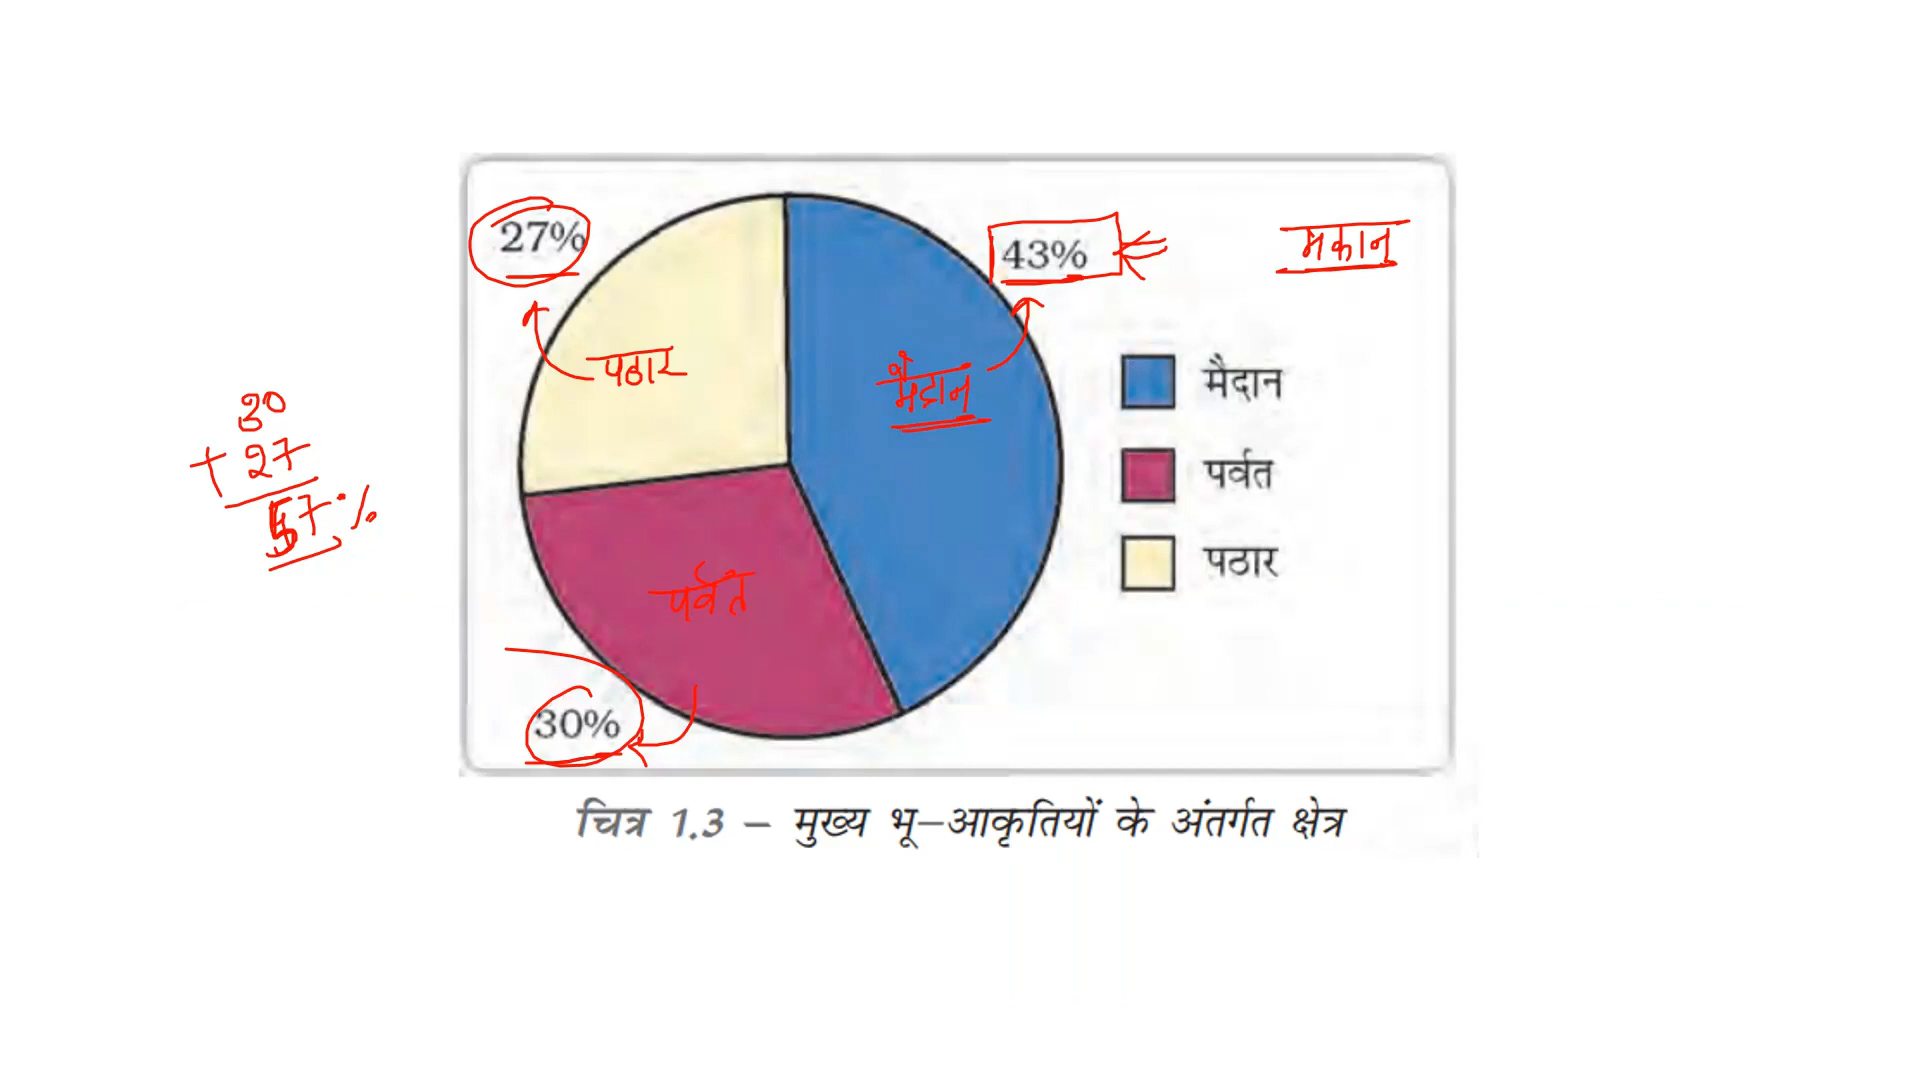 27%
43%
मकान
पठार
मैदान
मैदान
30
+ 27
57%
पर्वत
पर्वत
पठार
30%
चित्र 1.3 – मुख्य भू–आकृतियों के अंतर्गत क्षेत्र